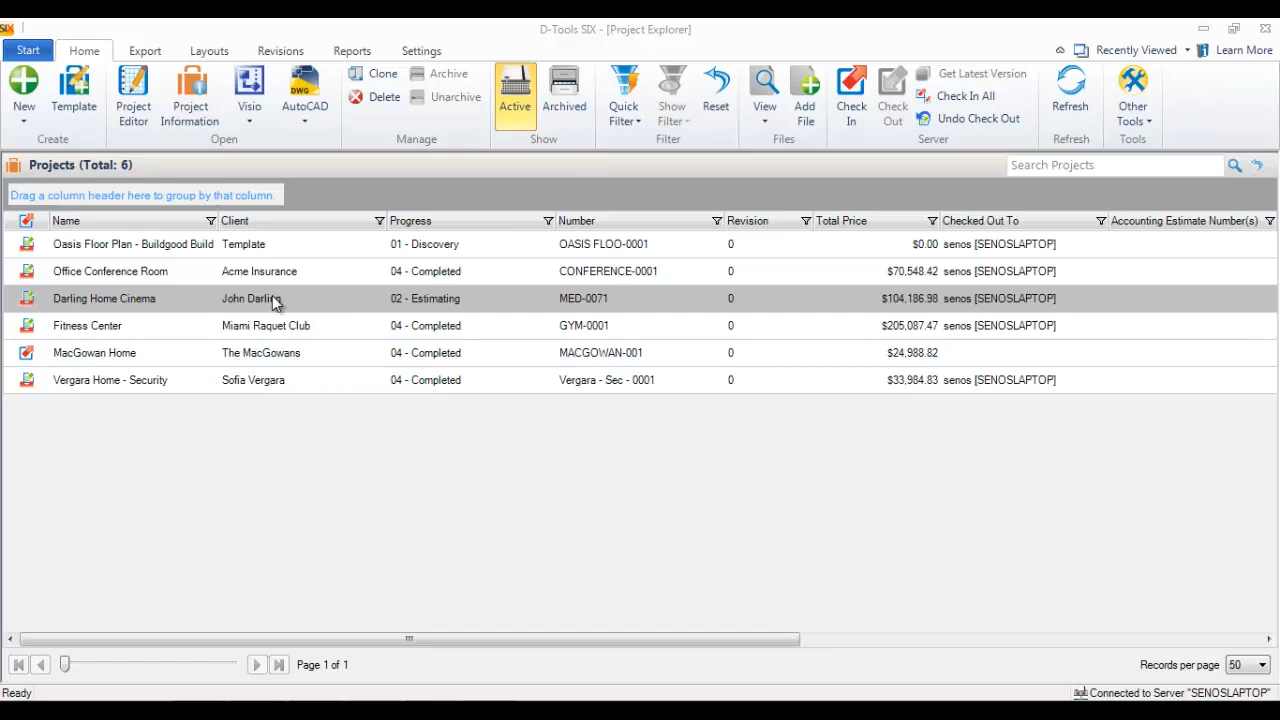 SIX D-Tools SIX - [Project Explorer]
Start Home Export Layouts Revisions Reports Settings Recently Viewed Learn More
New Template Project Editor Project Information Visio DWG AutoCAD Clone Delete Archive Unarchive Active Archived Quick Filter Show Filter Reset View Add File Check In Check Out Get Latest Version Check In All Undo Check Out Refresh Other Tools
Create Open Manage Show Filter Files Server Refresh Tools
Projects (Total: 6) Search Projects
Drag a column header here to group by that column.
Name Client Progress Number Revision Total Price Checked Out To Accounting Estimate Number(s)
Oasis Floor Plan - Buildgood Build Template 01 - Discovery OASIS FLOO-0001 0 $0.00 senos [SENOSLAPTOP]
Office Conference Room Acme Insurance 04 - Completed CONFERENCE-0001 0 $70,548.42 senos [SENOSLAPTOP]
Darling Home Cinema John Darling 02 - Estimating MED-0071 0 $104,186.98 senos [SENOSLAPTOP]
Fitness Center Miami Raquet Club 04 - Completed GYM-0001 0 $205,087.47 senos [SENOSLAPTOP]
MacGowan Home The MacGowans 04 - Completed MACGOWAN-001 0 $24,988.82
Vergara Home - Security Sofia Vergara 04 - Completed Vergara - Sec - 0001 0 $33,984.83 senos [SENOSLAPTOP]
Page 1 of 1 Records per page 50
Ready Connected to Server "SENOSLAPTOP"